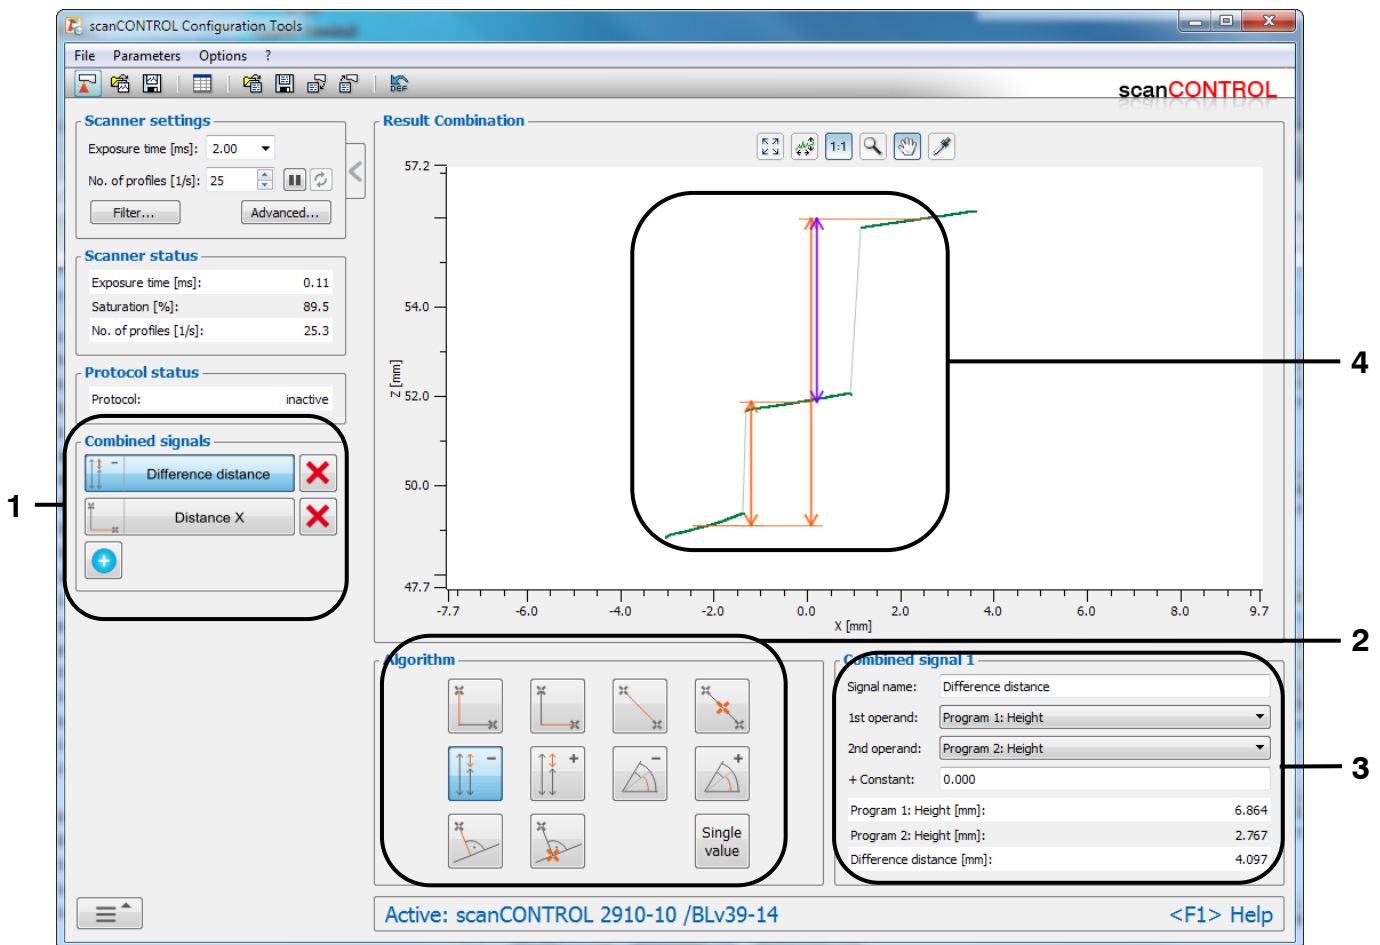 scanCONTROL Configuration Tools
File Parameters Options ?
DEF
scanCONTROL
Scanner settings
Exposure time [ms]: 2.00
No. of profiles [1/s]: 25
Filter... Advanced...
Scanner status
Exposure time [ms]: 0.11
Saturation [%]: 89.5
No. of profiles [1/s]: 25.3
Protocol status
Protocol: inactive
Combined signals
Difference distance
Distance X
1
Result Combination
1:1
57.2
54.0
52.0
50.0
47.7
Z [mm]
-7.7 -6.0 -4.0 -2.0 0.0 2.0 4.0 6.0 8.0 9.7
X [mm]
4
2
Algorithm
Single
value
Combined signal 1
Signal name: Difference distance
1st operand: Program 1: Height
2nd operand: Program 2: Height
+ Constant: 0.000
Program 1: Height [mm]: 6.864
Program 2: Height [mm]: 2.767
Difference distance [mm]: 4.097
3
Active: scanCONTROL 2910-10 /BLv39-14
<F1> Help